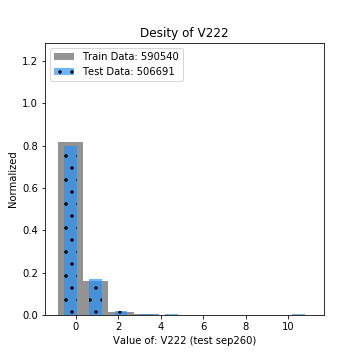 Desity of V222
Train Data: 590540
Test Data: 506691
Normalized
1.2
1.0
0.8
0.6
0.4
0.2
0.0
0 2 4 6 8 10
Value of: V222 (test sep260)